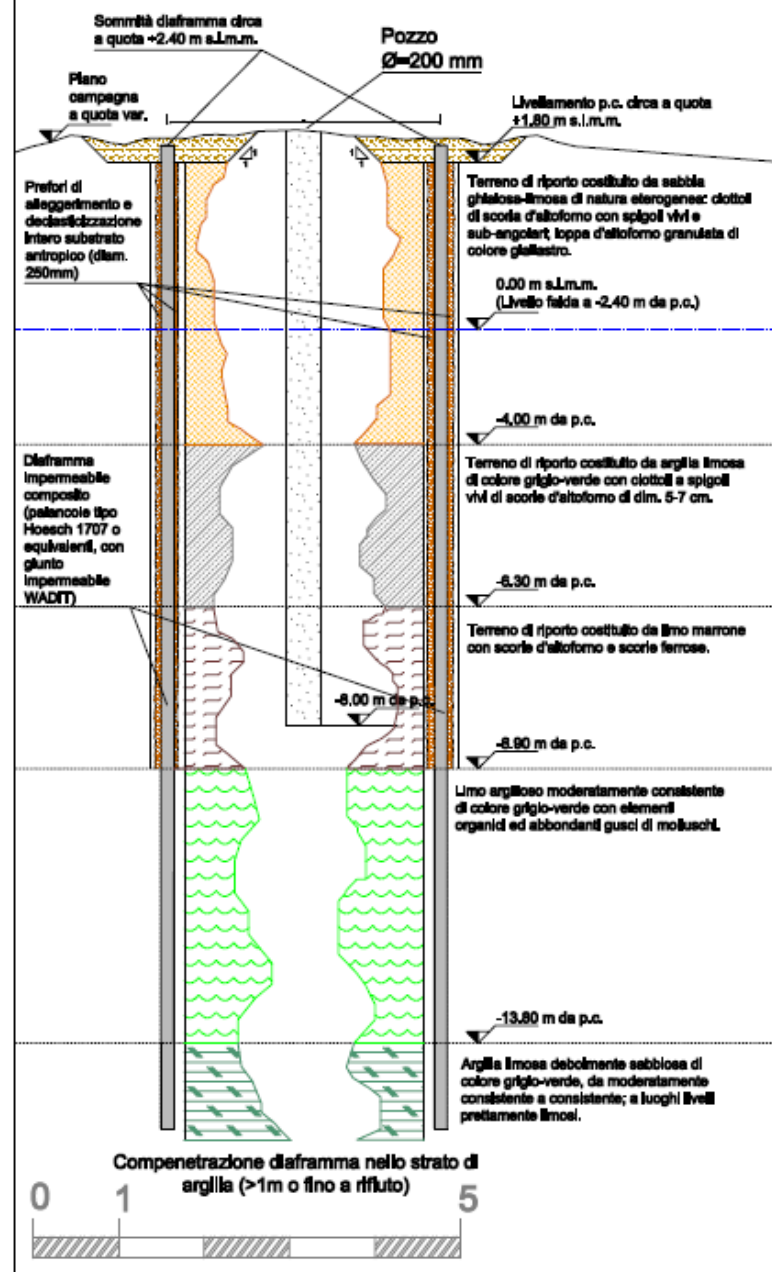 Sommità diaframma circa
a quota +2.40 m s.l.m.m.
Pozzo
Ø=200 mm
Piano
campagna
a quota var.
Livellamento p.c. circa a quota
+1.80 m s.l.m.m.
1
1
1
1
Prefori di
alleggerimento e
declasticizzazione
intero substrato
antropico (diam.
250mm)
Terreno di riporto costituito da sabbia
ghiaiosa-limosa di natura eterogenea: ciottoli
di scoria d'altoforno con spigoli vivi e
sub-angolari; loppa d'altoforno granulata di
colore giallastro.
0.00 m s.l.m.m.
(Livello falda a -2.40 m da p.c.)
-4.00 m da p.c.
Diaframma
impermeabile
composito
(palancole tipo
Hoesch 1707 o
equivalenti, con
giunto
impermeabile
WADIT)
Terreno di riporto costituito da argilla limosa
di colore grigio-verde con ciottoli a spigoli
vivi di scorie d'altoforno di dim. 5-7 cm.
-6.30 m da p.c.
Terreno di riporto costituito da limo marrone
con scorie d'altoforno e scorie ferrose.
-8.00 m da p.c.
-8.90 m da p.c.
Limo argilloso moderatamente consistente
di colore grigio-verde con elementi
organici ed abbondanti gusci di molluschi.
-13.80 m da p.c.
Argilla limosa debolmente sabbiosa di
colore grigio-verde, da moderatamente
consistente a consistente; a luoghi livelli
prettamente limosi.
Compenetrazione diaframma nello strato di
argilla (>1m o fino a rifiuto)
0 1 5